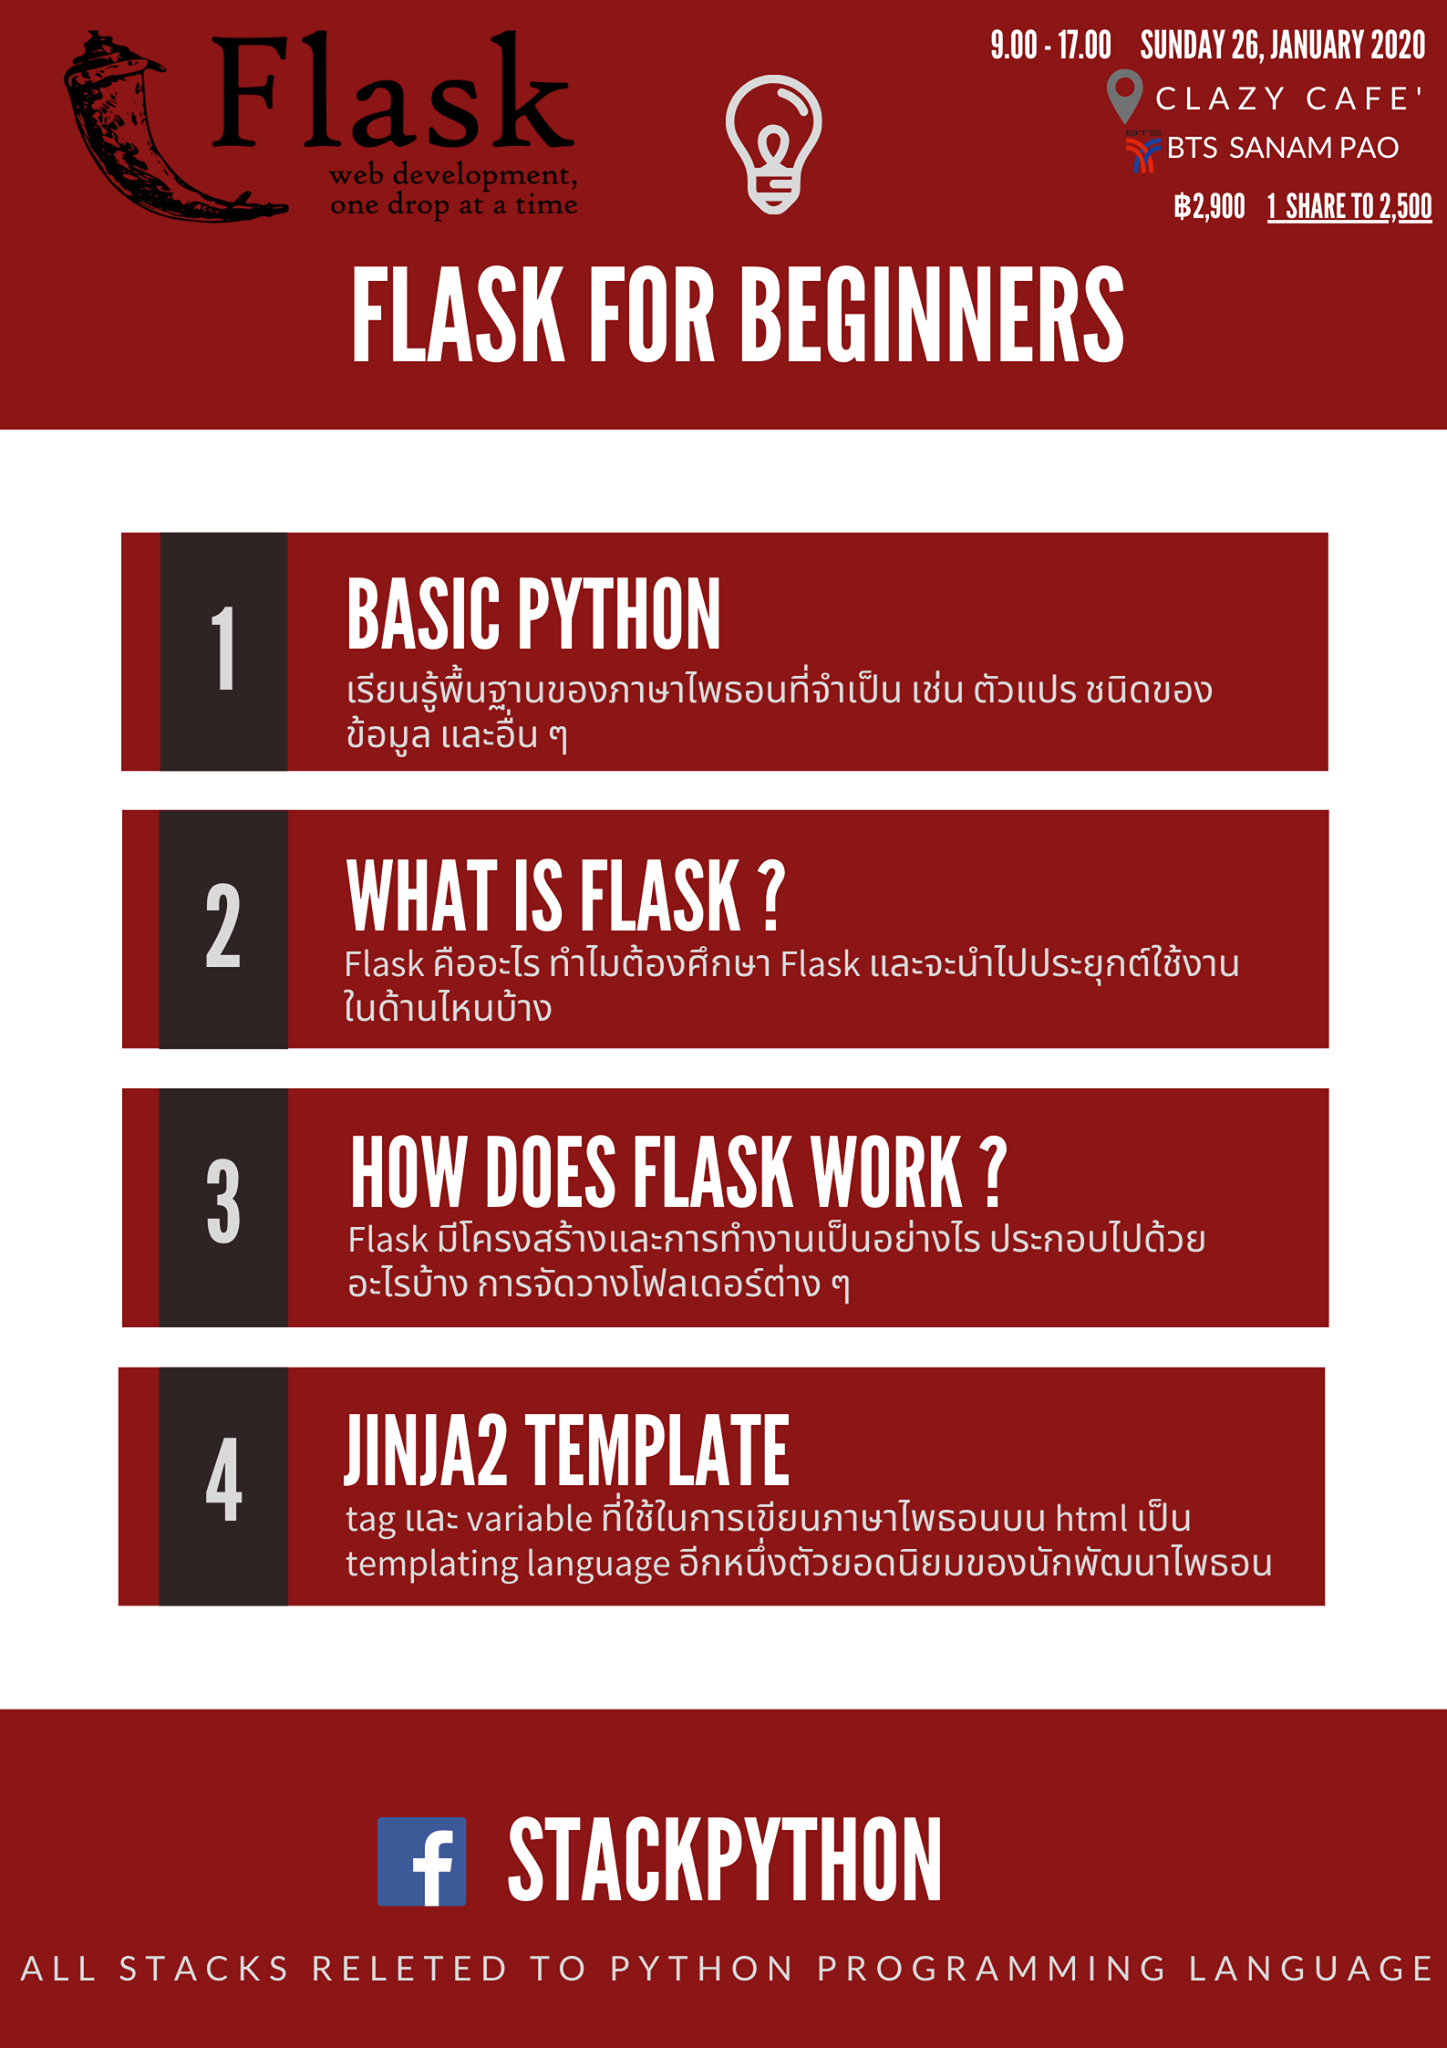 Flask
web development,
one drop at a time
9.00 - 17.00 SUNDAY 26, JANUARY 2020
CLAZY CAFE'
BTS
BTS SANAM PAO
฿2,900 1 SHARE TO 2,500
FLASK FOR BEGINNERS
1
BASIC PYTHON
เรียนรู้พื้นฐานของภาษาไพธอนที่จำเป็น เช่น ตัวแปร ชนิดของ
ข้อมูล และอื่น ๆ
2
WHAT IS FLASK ?
Flask คืออะไร ทำไมต้องศึกษา Flask และจะนำไปประยุกต์ใช้งาน
ในด้านไหนบ้าง
3
HOW DOES FLASK WORK ?
Flask มีโครงสร้างและการทำงานเป็นอย่างไร ประกอบไปด้วย
อะไรบ้าง การจัดวางโฟลเดอร์ต่าง ๆ
4
JINJA2 TEMPLATE
tag และ variable ที่ใช้ในการเขียนภาษาไพธอนบน html เป็น
templating language อีกหนึ่งตัวยอดนิยมของนักพัฒนาไพธอน
f STACKPYTHON
ALL STACKS RELETED TO PYTHON PROGRAMMING LANGUAGE